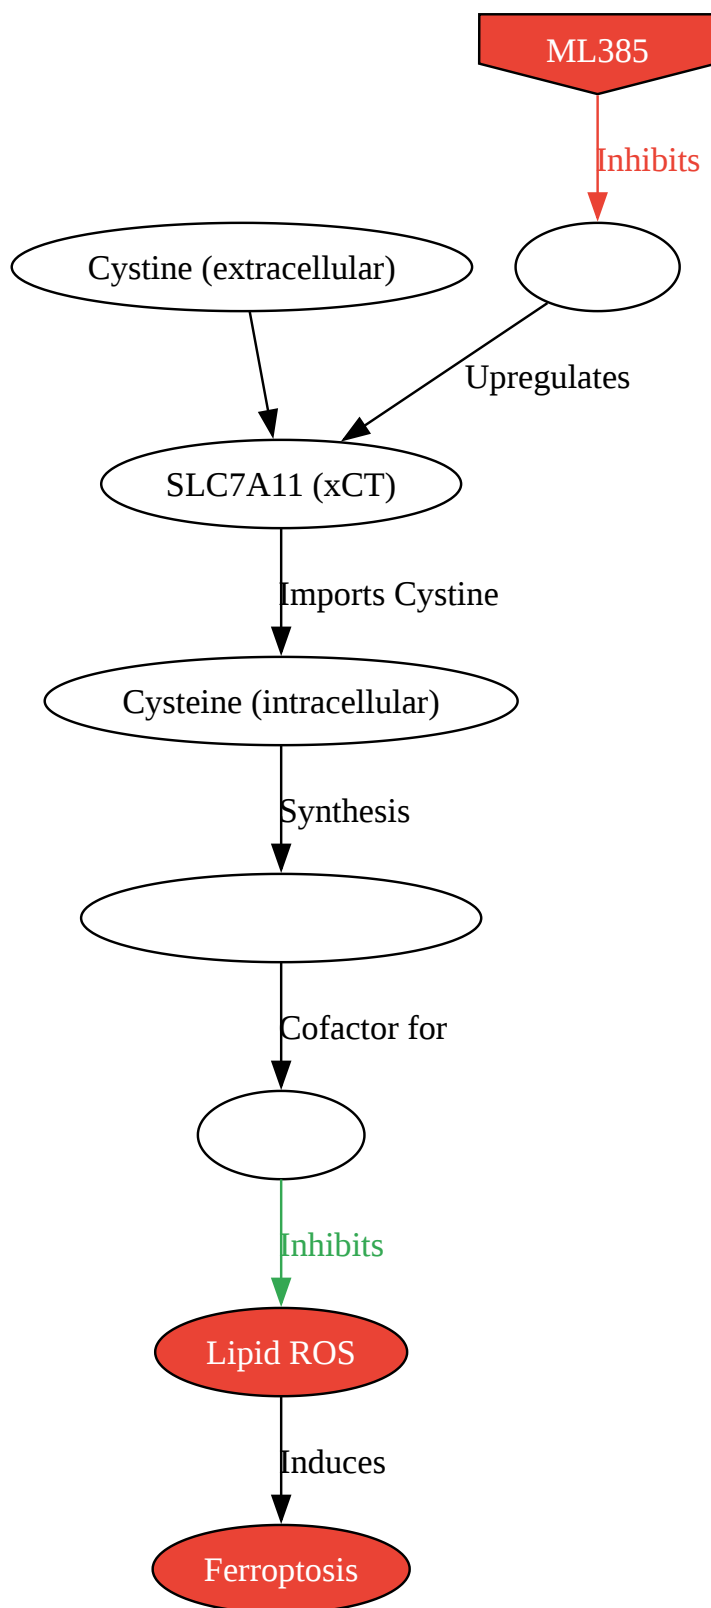 ML385
Inhibits
Cystine (extracellular)
Upregulates
SLC7A11 (xCT)
Imports Cystine
Cysteine (intracellular)
Synthesis
Cofactor for
Inhibits
Lipid ROS
Induces
Ferroptosis